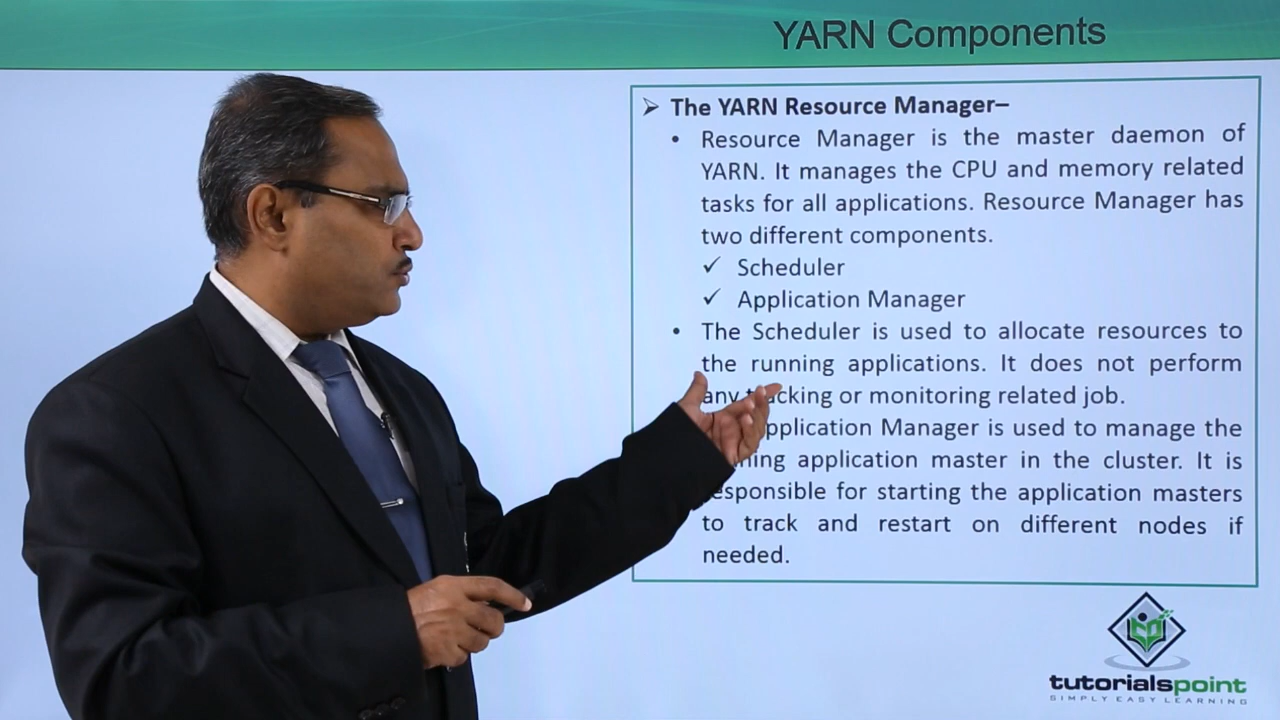 YARN Components
➢ The YARN Resource Manager–
• Resource Manager is the master daemon of
YARN. It manages the CPU and memory related
tasks for all applications. Resource Manager has
two different components.
✓ Scheduler
✓ Application Manager
• The Scheduler is used to allocate resources to
the running applications. It does not perform
any tracking or monitoring related job.
Application Manager is used to manage the
application master in the cluster. It is
responsible for starting the application masters
to track and restart on different nodes if
needed.
tutorialspoint
SIMPLY EASY LEARNING